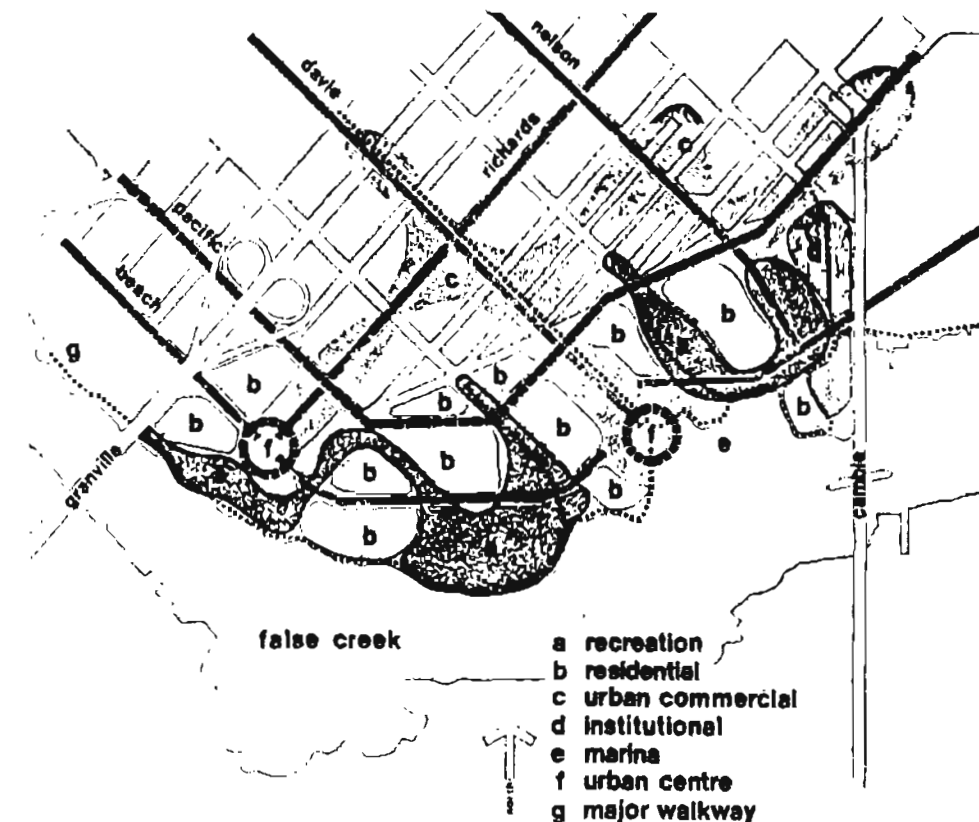 nelson
davie
richards
c
pacific
d
beach
c
b
b
g
b
b
b
b
b
f
b
f
e
granville
b
b
b
cambie
b
false creek
a recreation
b residential
c urban commercial
d institutional
e marina
f urban centre
g major walkway
north